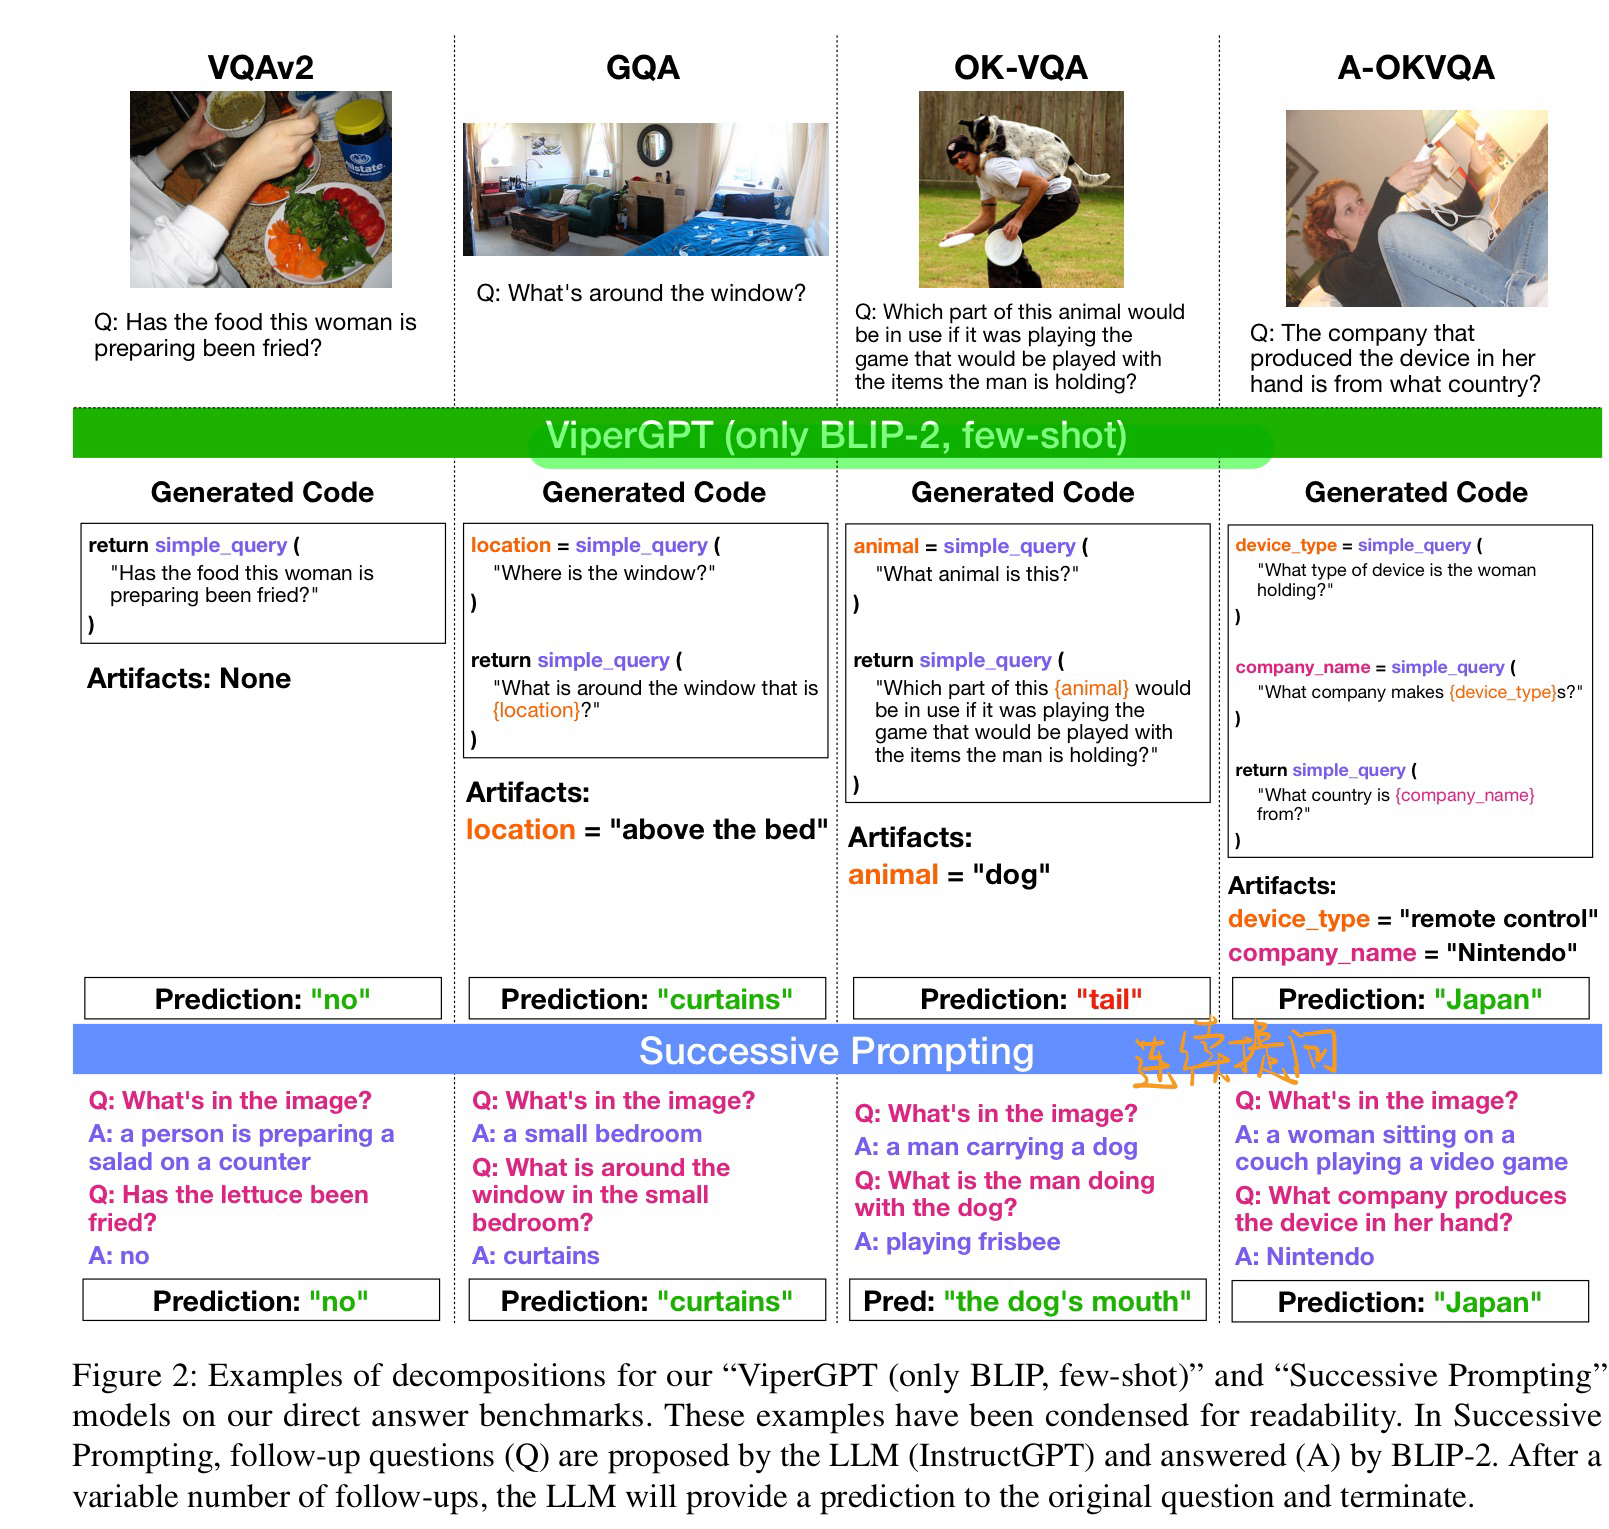 VQAv2
GQA
OK-VQA
A-OKVQA
llstate.
Q: Has the food this woman is
preparing been fried?
Q: What's around the window?
Q: Which part of this animal would
be in use if it was playing the
game that would be played with
the items the man is holding?
Q: The company that
produced the device in her
hand is from what country?
ViperGPT (only BLIP-2, few-shot)
Generated Code
return simple_query (
"Has the food this woman is
preparing been fried?"
)
Artifacts: None
Prediction: "no"
Generated Code
location = simple_query (
"Where is the window?"
)
return simple_query (
"What is around the window that is
{location}?"
)
Artifacts:
location = "above the bed"
Prediction: "curtains"
Generated Code
animal = simple_query (
"What animal is this?"
)
return simple_query (
"Which part of this {animal} would
be in use if it was playing the
game that would be played with
the items the man is holding?"
)
Artifacts:
animal = "dog"
Prediction: "tail"
Generated Code
device_type = simple_query (
"What type of device is the woman
holding?"
)
company_name = simple_query (
"What company makes {device_type}s?"
)
return simple_query (
"What country is {company_name}
from?"
)
Artifacts:
device_type = "remote control"
company_name = "Nintendo"
Prediction: "Japan"
Successive Prompting
连续提问
Q: What's in the image?
A: a person is preparing a
salad on a counter
Q: Has the lettuce been
fried?
A: no
Prediction: "no"
Q: What's in the image?
A: a small bedroom
Q: What is around the
window in the small
bedroom?
A: curtains
Prediction: "curtains"
Q: What's in the image?
A: a man carrying a dog
Q: What is the man doing
with the dog?
A: playing frisbee
Pred: "the dog's mouth"
Q: What's in the image?
A: a woman sitting on a
couch playing a video game
Q: What company produces
the device in her hand?
A: Nintendo
Prediction: "Japan"
Figure 2: Examples of decompositions for our “ViperGPT (only BLIP, few-shot)” and “Successive Prompting”
models on our direct answer benchmarks. These examples have been condensed for readability. In Successive
Prompting, follow-up questions (Q) are proposed by the LLM (InstructGPT) and answered (A) by BLIP-2. After a
variable number of follow-ups, the LLM will provide a prediction to the original question and terminate.